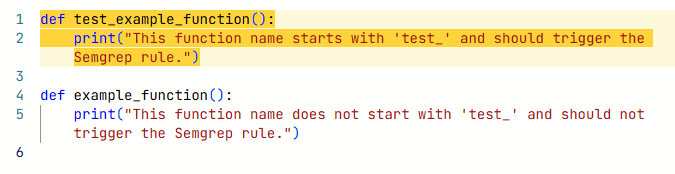 1 def test_example_function():
2     print("This function name starts with 'test_' and should trigger the
    Semgrep rule.")
3
4 def example_function():
5     print("This function name does not start with 'test_' and should not
    trigger the Semgrep rule.")
6